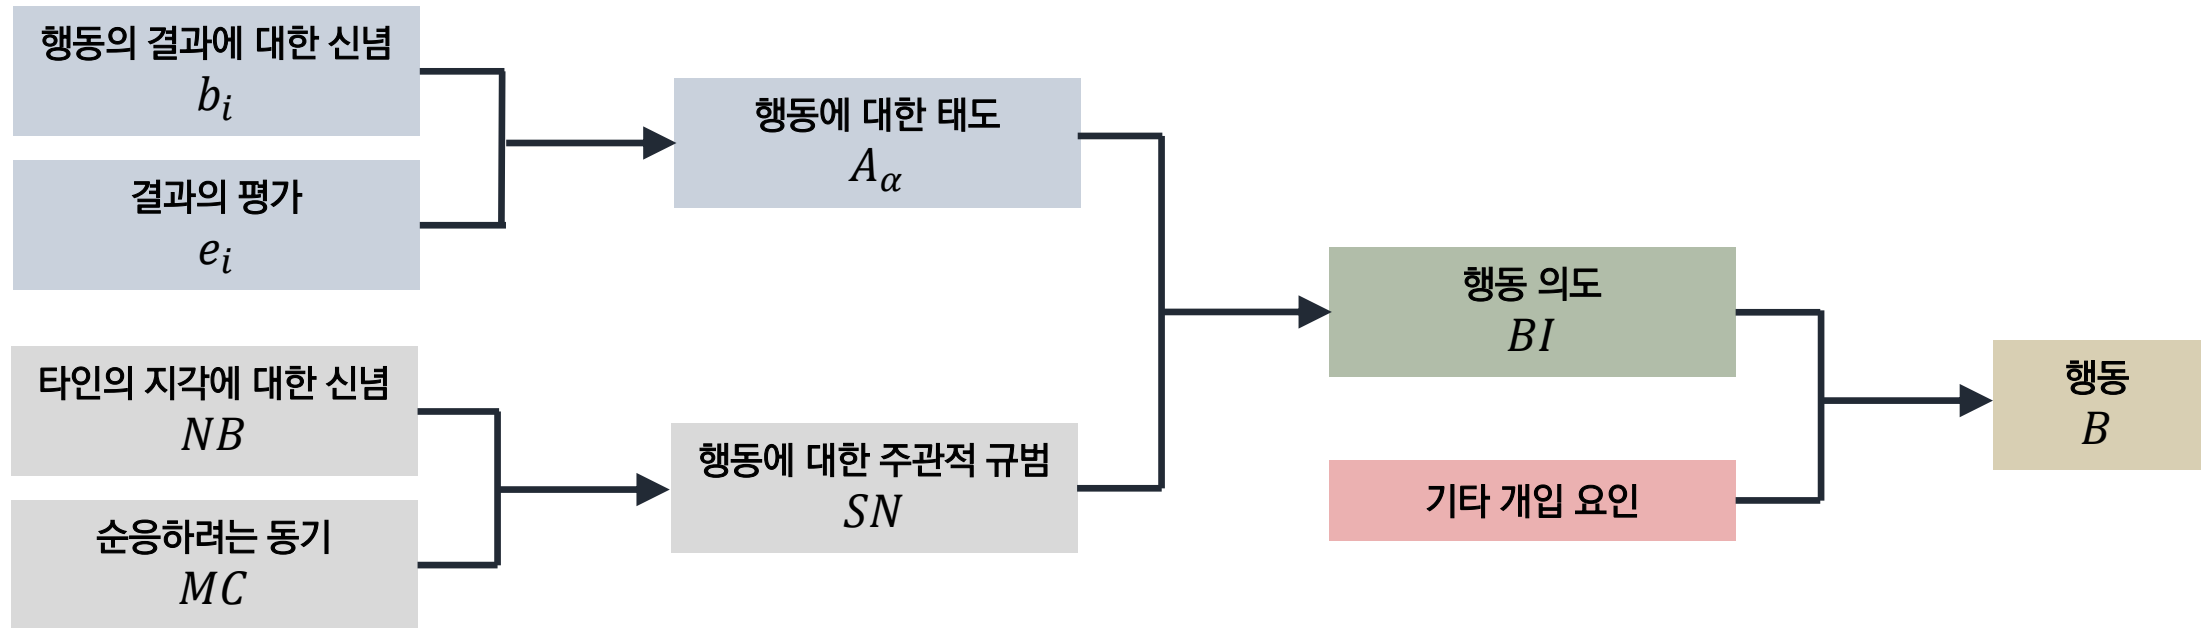 행동의 결과에 대한 신념
b_i
결과의 평가
e_i
타인의 지각에 대한 신념
NB
순응하려는 동기
MC
행동에 대한 태도
A_α
행동에 대한 주관적 규범
SN
행동 의도
BI
기타 개입 요인
행동
B